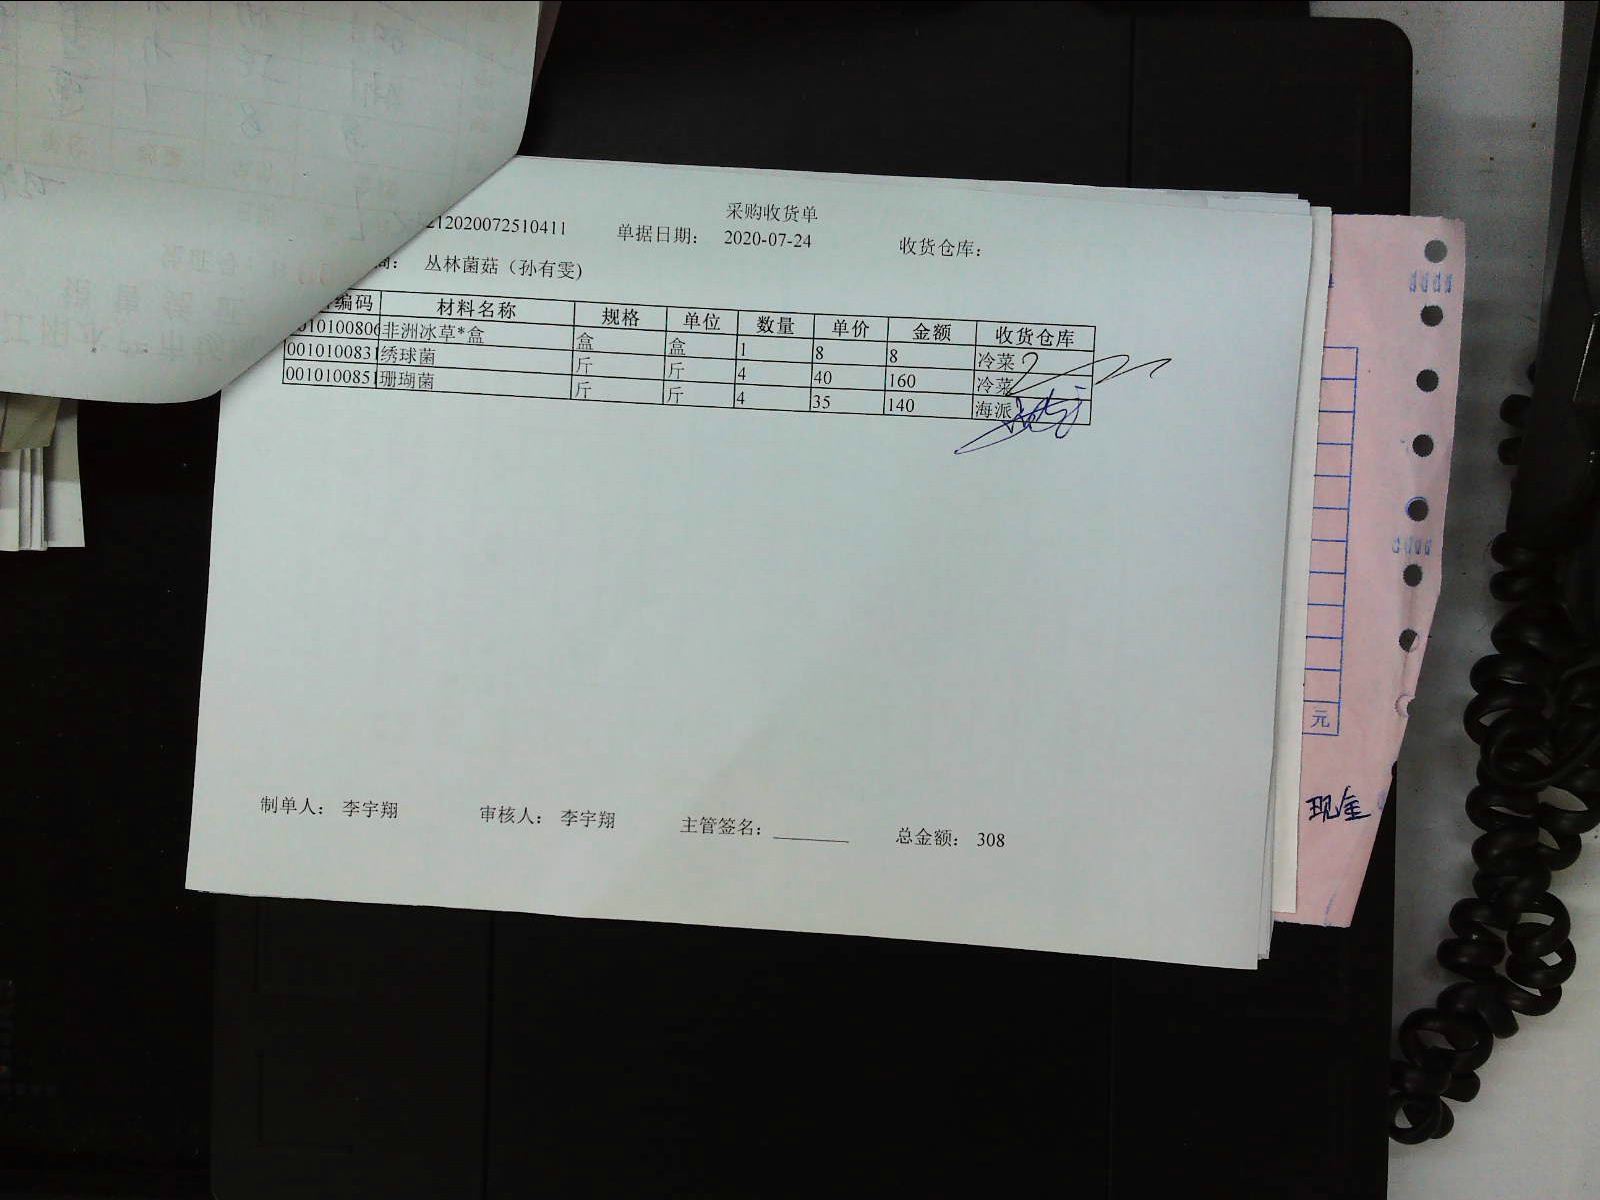 采购收货单
212020072510411 单据日期: 2020-07-24 收货仓库:
商: 丛林菌菇（孙有雯)
编码 材料名称 规格 单位 数量 单价 金额 收货仓库
010100806 非洲冰草*盒 盒 盒 1 8 8 冷菜
0010100831 绣球菌 斤 斤 4 40 160 冷菜
0010100851 珊瑚菌 斤 斤 4 35 140 海派
元
现金
制单人: 李宇翔 审核人: 李宇翔 主管签名: 总金额: 308